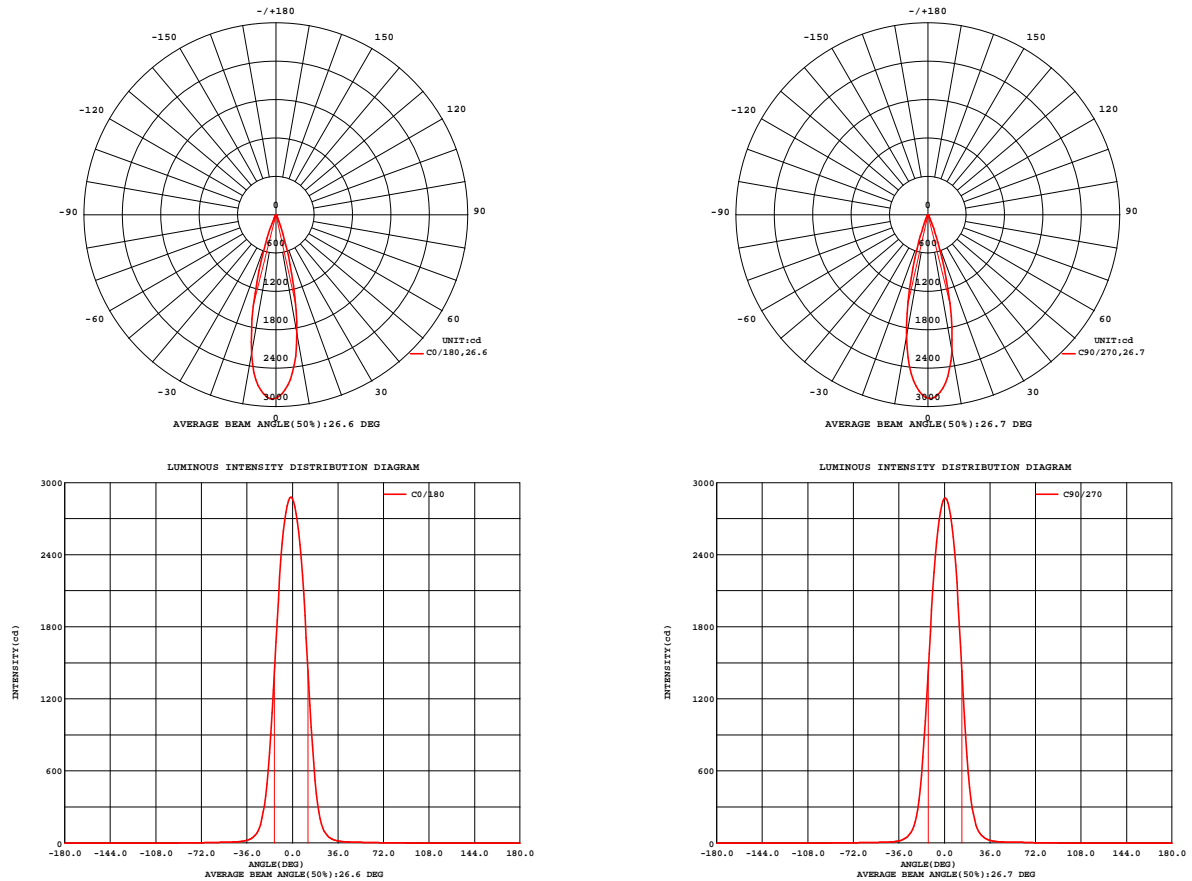 -/+180
-150
150
-120
120
-90
90
0
600
1200
-60
60
1800
UNIT:cd
C0/180,26.6
2400
-30
30
3000
0
AVERAGE BEAM ANGLE(50%):26.6 DEG
-/+180
-150
150
-120
120
-90
90
0
600
1200
-60
60
1800
UNIT:cd
C90/270,26.7
2400
-30
30
3000
0
AVERAGE BEAM ANGLE(50%):26.7 DEG
LUMINOUS INTENSITY DISTRIBUTION DIAGRAM
3000
C0/180
2400
1800
INTENSITY(cd)
1200
600
0
-180.0 -144.0 -108.0 -72.0 -36.0 0.0 36.0 72.0 108.0 144.0 180.0
ANGLE(DEG)
AVERAGE BEAM ANGLE(50%):26.6 DEG
LUMINOUS INTENSITY DISTRIBUTION DIAGRAM
3000
C90/270
2400
1800
INTENSITY(cd)
1200
600
0
-180.0 -144.0 -108.0 -72.0 -36.0 0.0 36.0 72.0 108.0 144.0 180.0
ANGLE(DEG)
AVERAGE BEAM ANGLE(50%):26.7 DEG